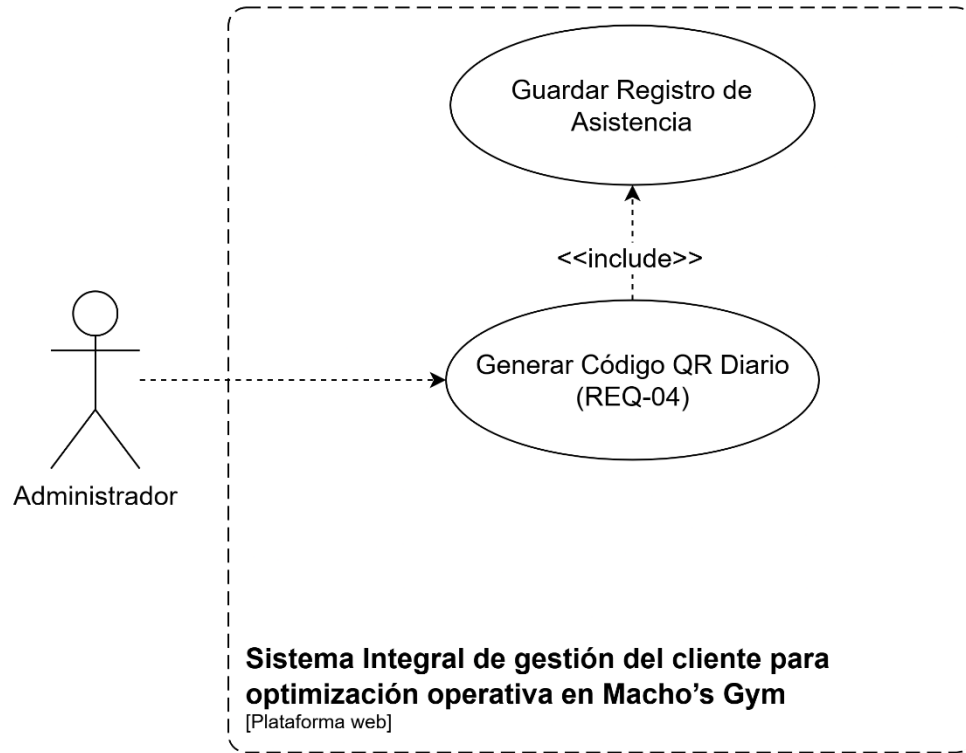 Guardar Registro de
Asistencia
<<include>>
Generar Código QR Diario
(REQ-04)
Administrador
Sistema Integral de gestión del cliente para
optimización operativa en Macho’s Gym
[Plataforma web]